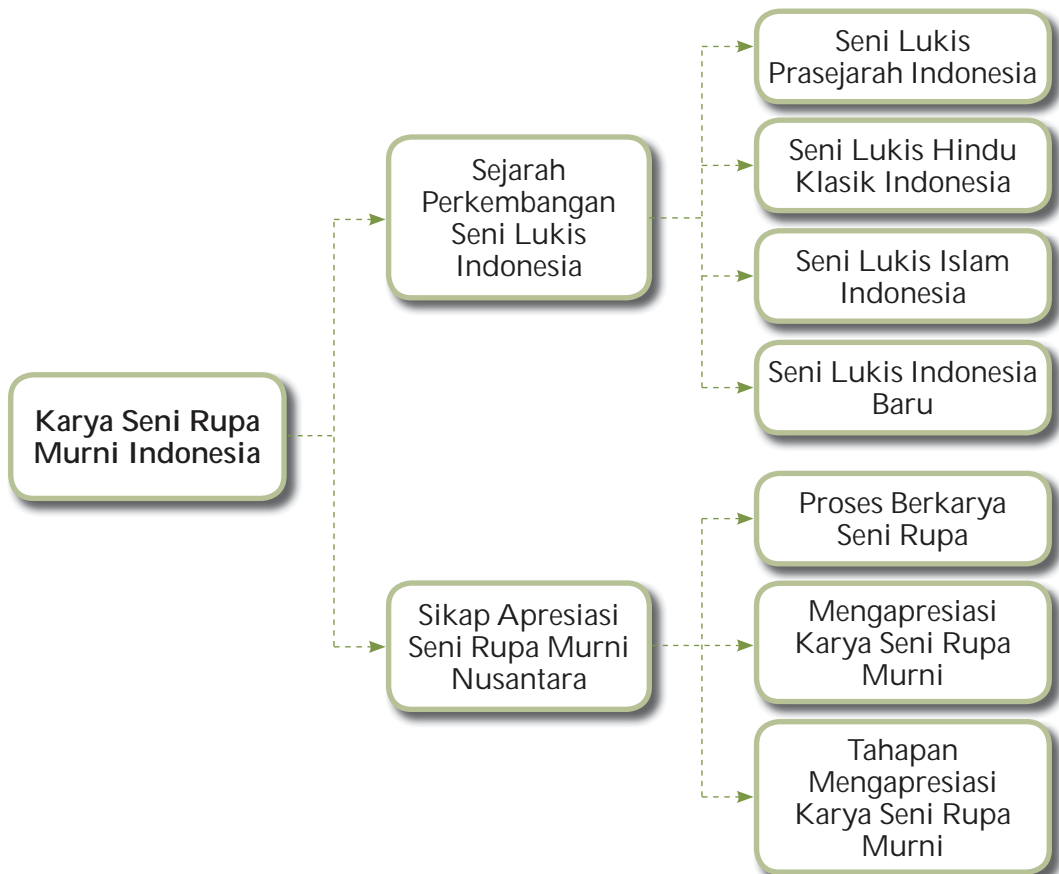 Karya Seni Rupa
Murni Indonesia
Sejarah
Perkembangan
Seni Lukis
Indonesia
Seni Lukis
Prasejarah Indonesia
Seni Lukis Hindu
Klasik Indonesia
Seni Lukis Islam
Indonesia
Seni Lukis Indonesia
Baru
Sikap Apresiasi
Seni Rupa Murni
Nusantara
Proses Berkarya
Seni Rupa
Mengapresiasi
Karya Seni Rupa
Murni
Tahapan
Mengapresiasi
Karya Seni Rupa
Murni